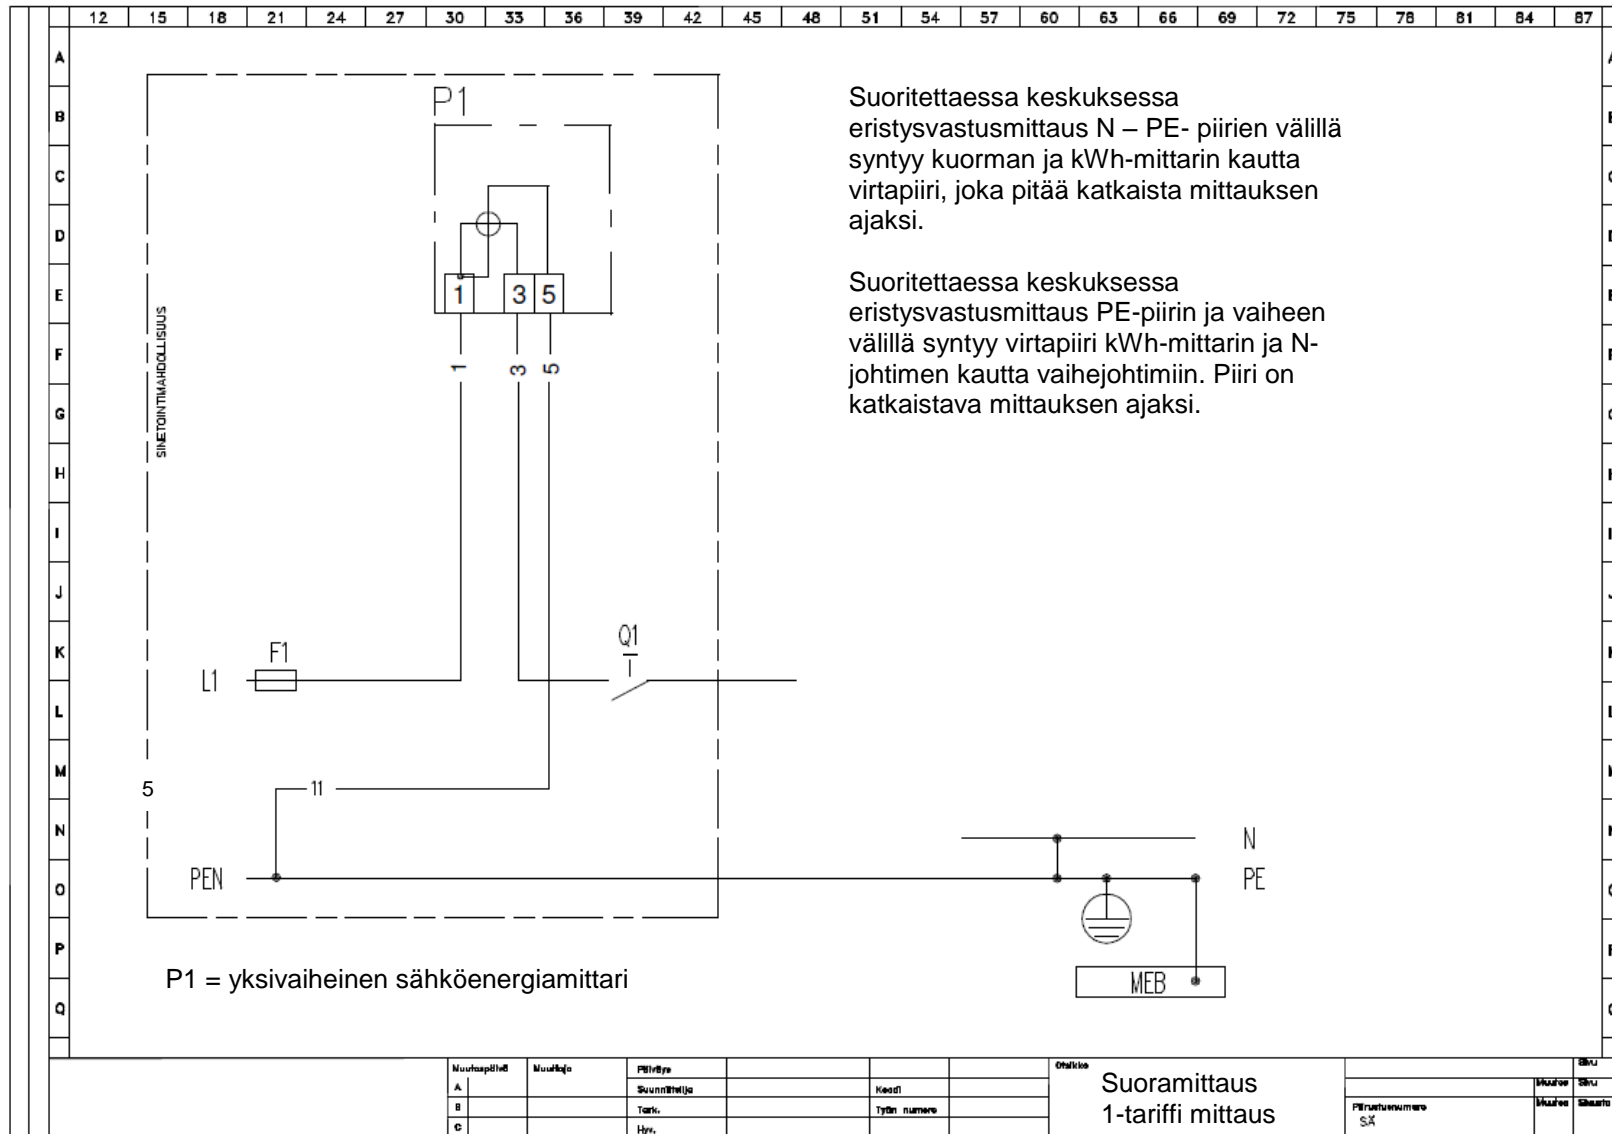 12 15 18 21 24 27 30 33 36 39 42 45 48 51 54 57 60 63 66 69 72 75 78 81 84 87
A
B
C
D
E
F
G
H
I
J
K
L
M
N
O
P
Q
SINETOINTIMAHDOLLISUUS
P1
1 3 5
1 3 5
Suoritettaessa keskuksessa
eristysvastusmittaus N – PE- piirien välillä
syntyy kuorman ja kWh-mittarin kautta
virtapiiri, joka pitää katkaista mittauksen
ajaksi.
Suoritettaessa keskuksessa
eristysvastusmittaus PE-piirin ja vaiheen
välillä syntyy virtapiiri kWh-mittarin ja N-
johtimen kautta vaihejohtimiin. Piiri on
katkaistava mittauksen ajaksi.
Q1
F1
L1
5
11
N
PEN
PE
MEB
P1 = yksivaiheinen sähköenergiamittari
Muutospäivä Muuttaja Päiväys Otsikko Sivu
A Suunnittelija Koodi Muutos Sivu
B Tark. Työn numero Piirustusnumero Muutos
C Hyv. SÄ
Suoramittaus
1-tariffi mittaus